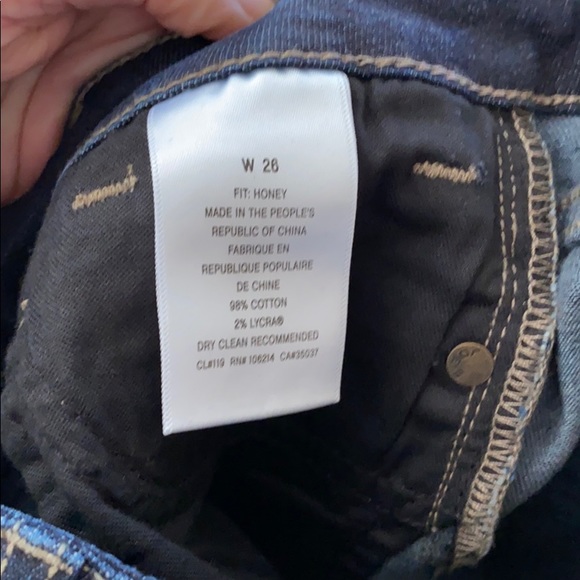 W 26
FIT: HONEY
MADE IN THE PEOPLE'S
REPUBLIC OF CHINA
FABRIQUE EN
REPUBLIQUE POPULAIRE
DE CHINE
98% COTTON
2% LYCRA®
DRY CLEAN RECOMMENDED
CL#119 RN# 106214 CA#35037